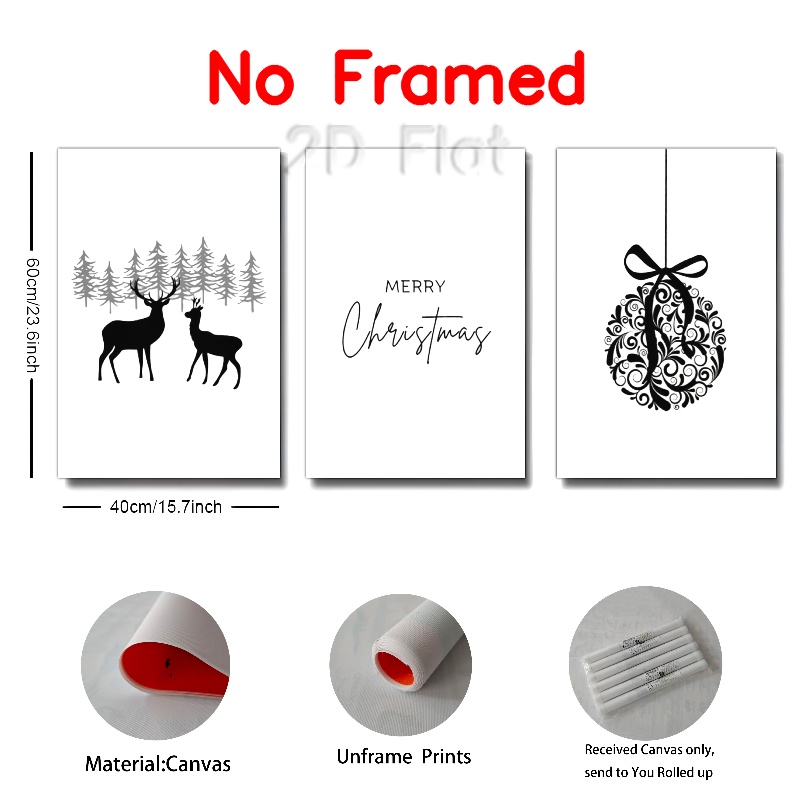 No Framed
2D Flat
60cm/23.6inch
MERRY
Christmas
40cm/15.7inch
Material:Canvas
Unframe Prints
Received Canvas only,
send to You Rolled up